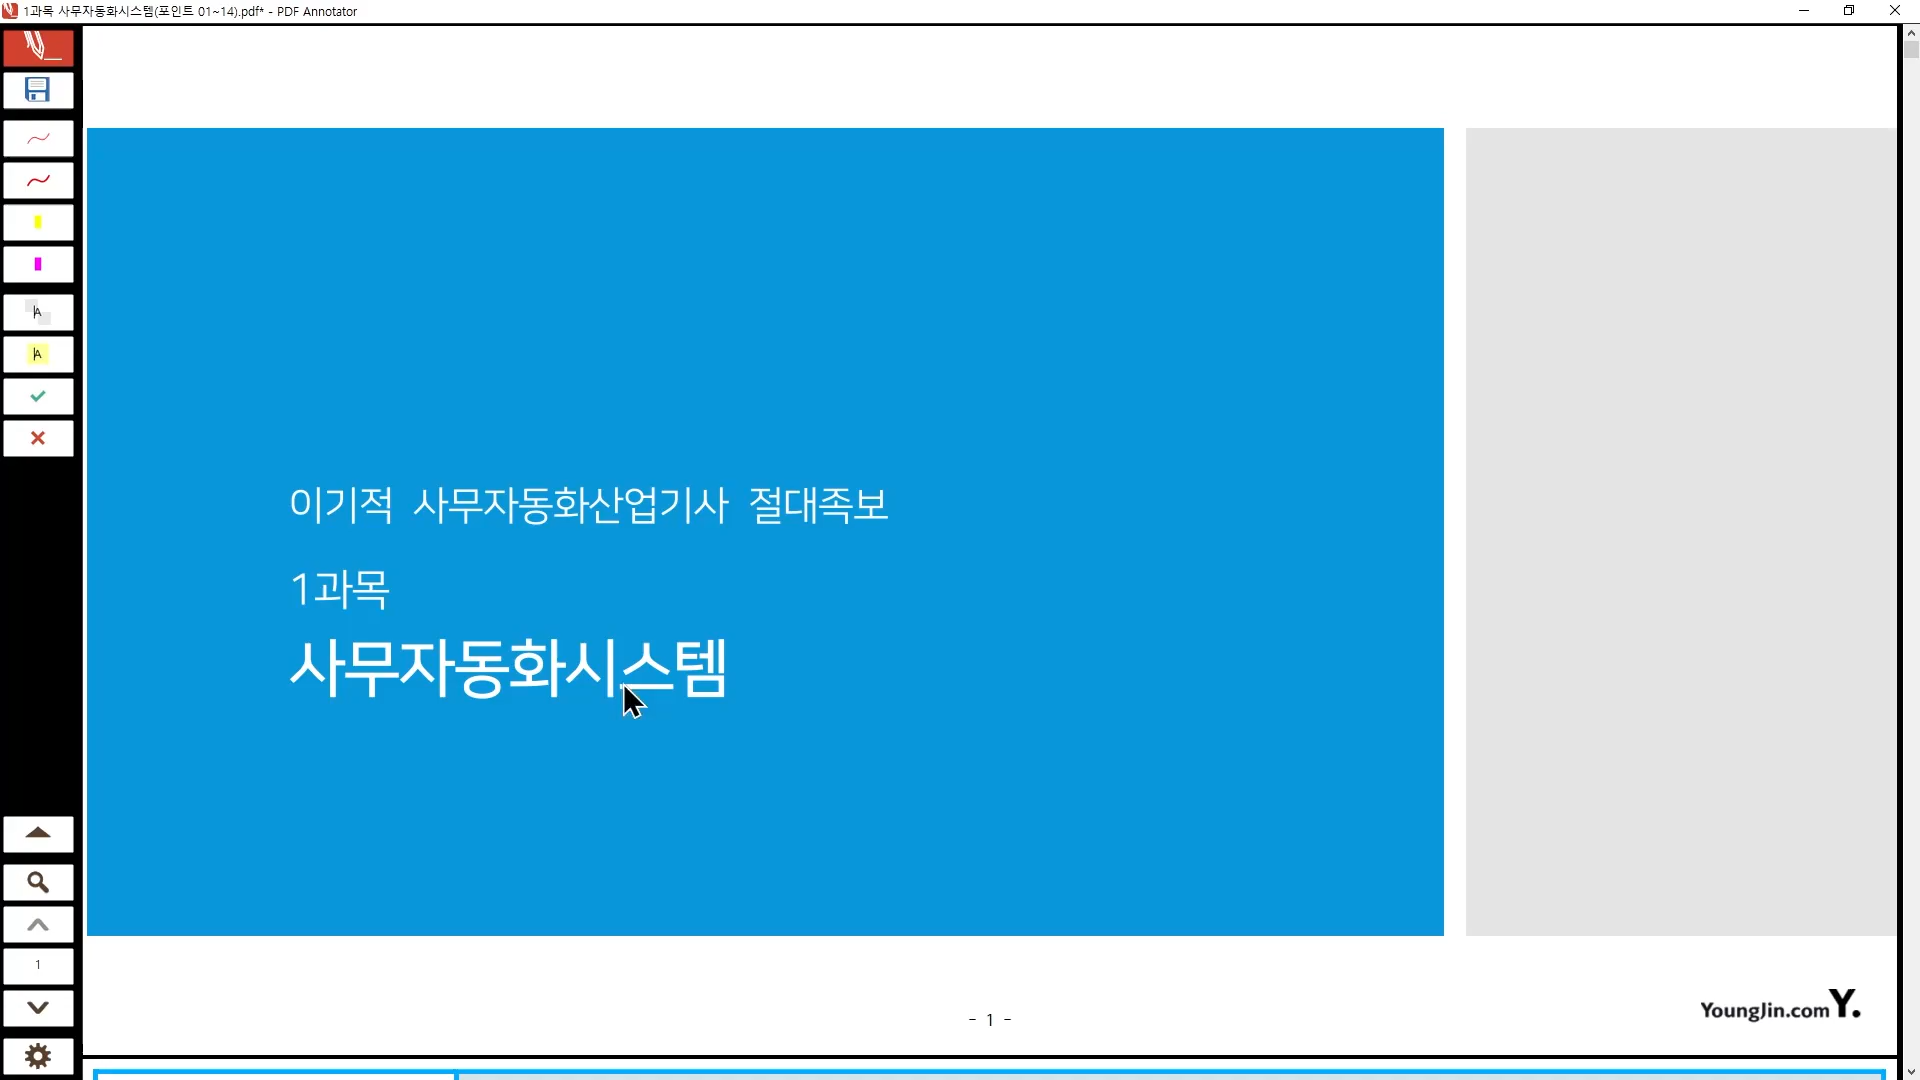 1과목 사무자동화시스템(포인트 01~14).pdf* - PDF Annotator
A
A
이기적 사무자동화산업기사 절대족보
1과목
사무자동화시스템
1
- 1 -
YoungJin.com Y.